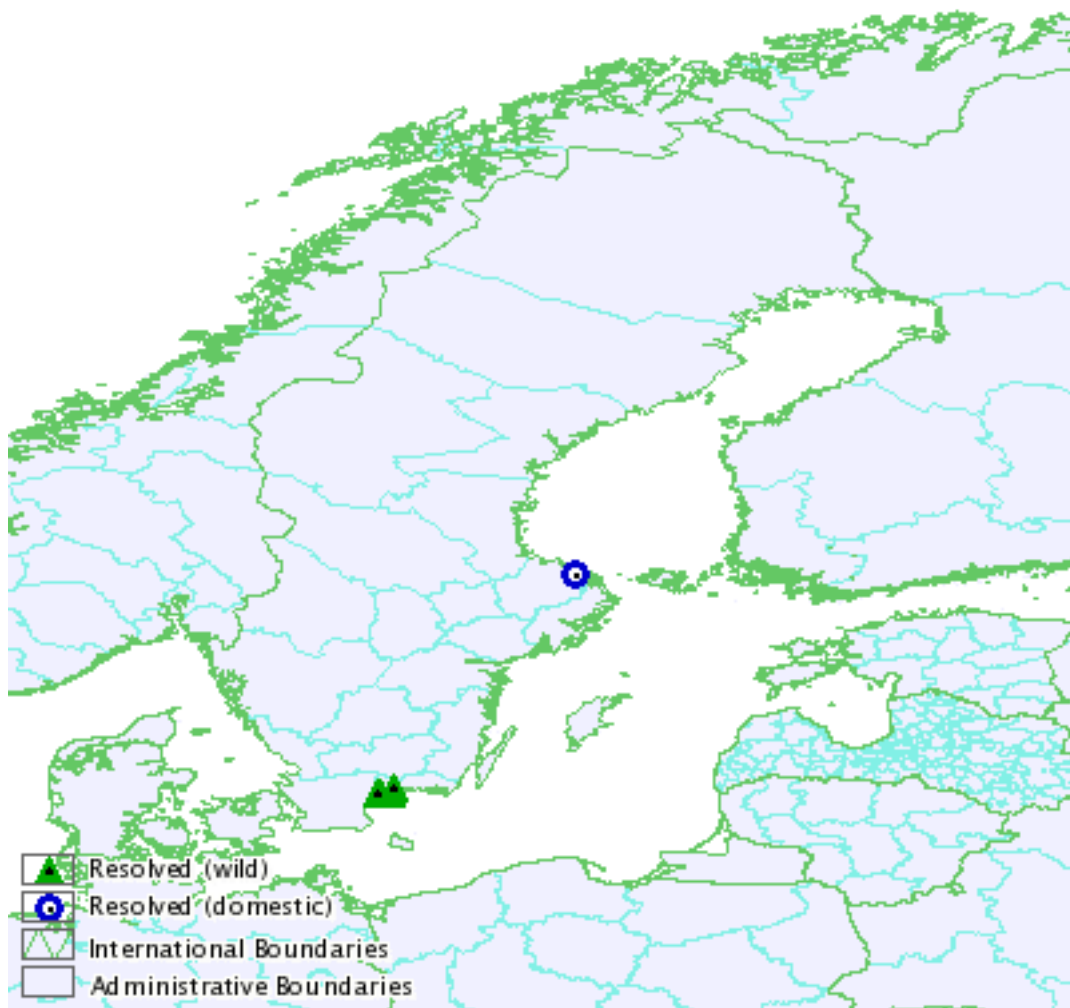 Resolved (wild)
Resolved (domestic)
International Boundaries
Administrative Boundaries